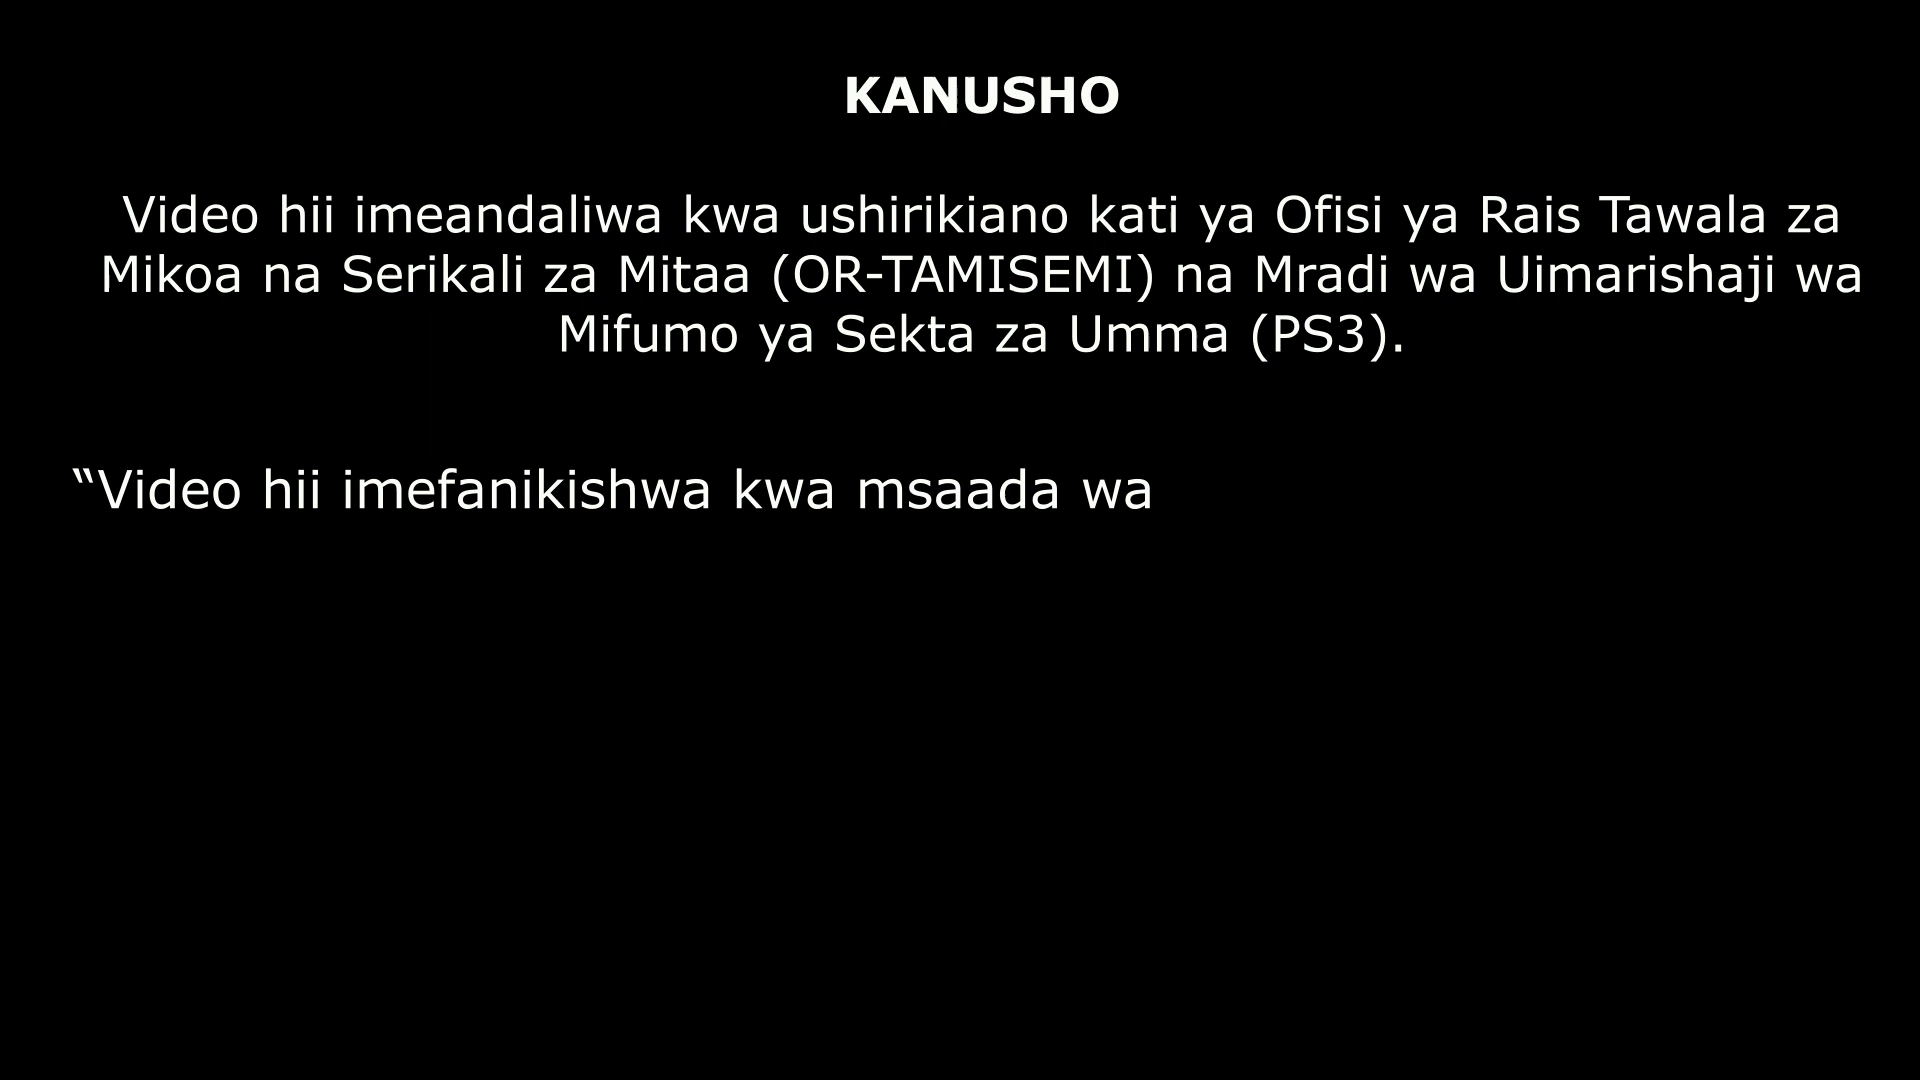 KANUSHO
Video hii imeandaliwa kwa ushirikiano kati ya Ofisi ya Rais Tawala za
Mikoa na Serikali za Mitaa (OR-TAMISEMI) na Mradi wa Uimarishaji wa
Mifumo ya Sekta za Umma (PS3).
“Video hii imefanikishwa kwa msaada wa